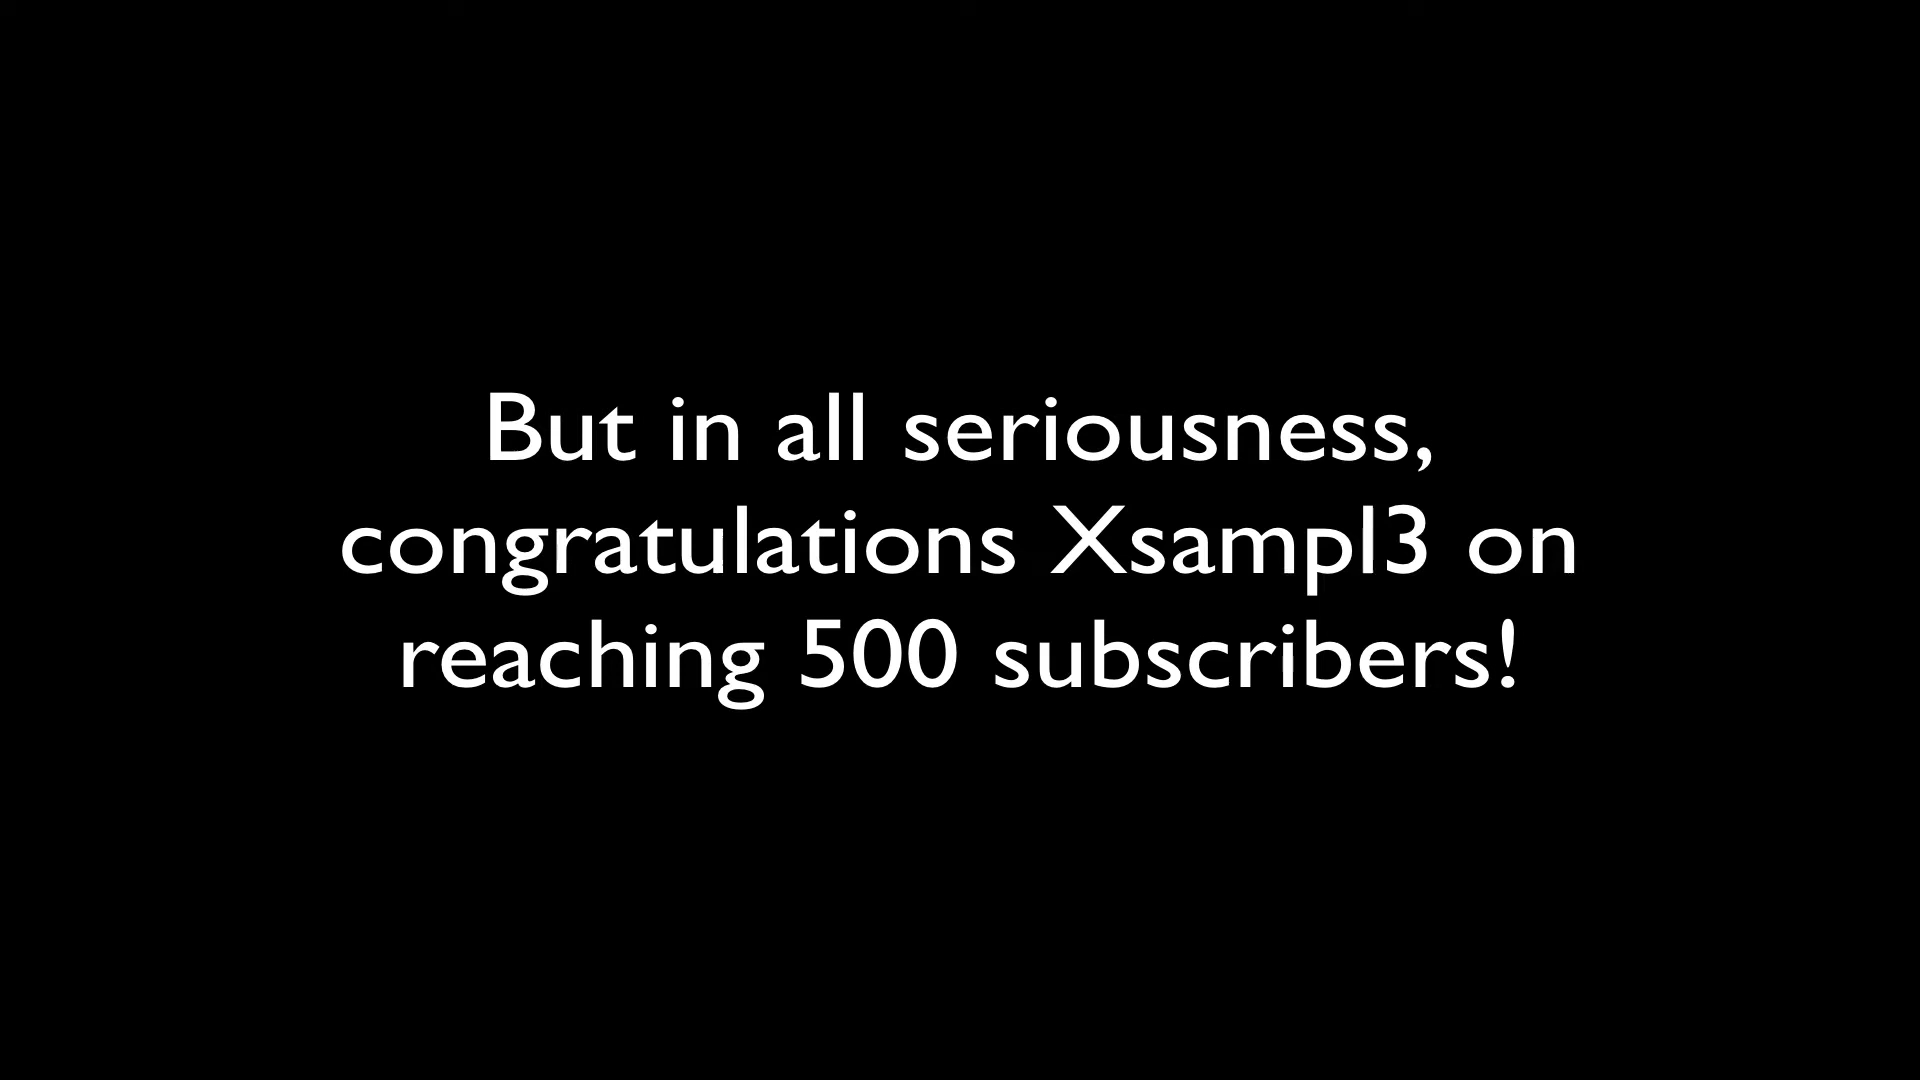 But in all seriousness,
congratulations Xsampl3 on
reaching 500 subscribers!